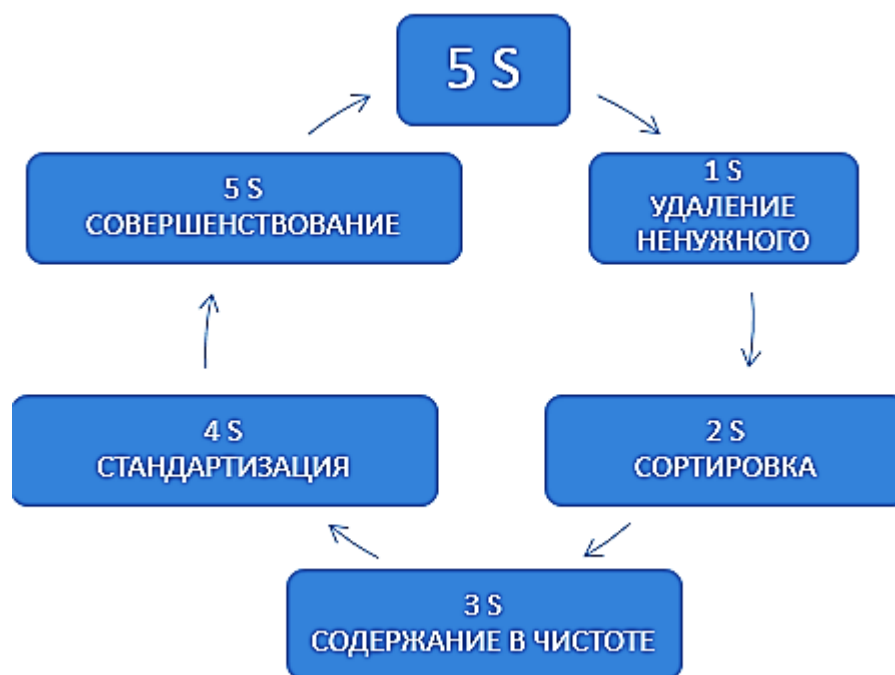 5 S
1 S
УДАЛЕНИЕ
НЕНУЖНОГО
2 S
СОРТИРОВКА
3 S
СОДЕРЖАНИЕ В ЧИСТОТЕ
4 S
СТАНДАРТИЗАЦИЯ
5 S
СОВЕРШЕНСТВОВАНИЕ